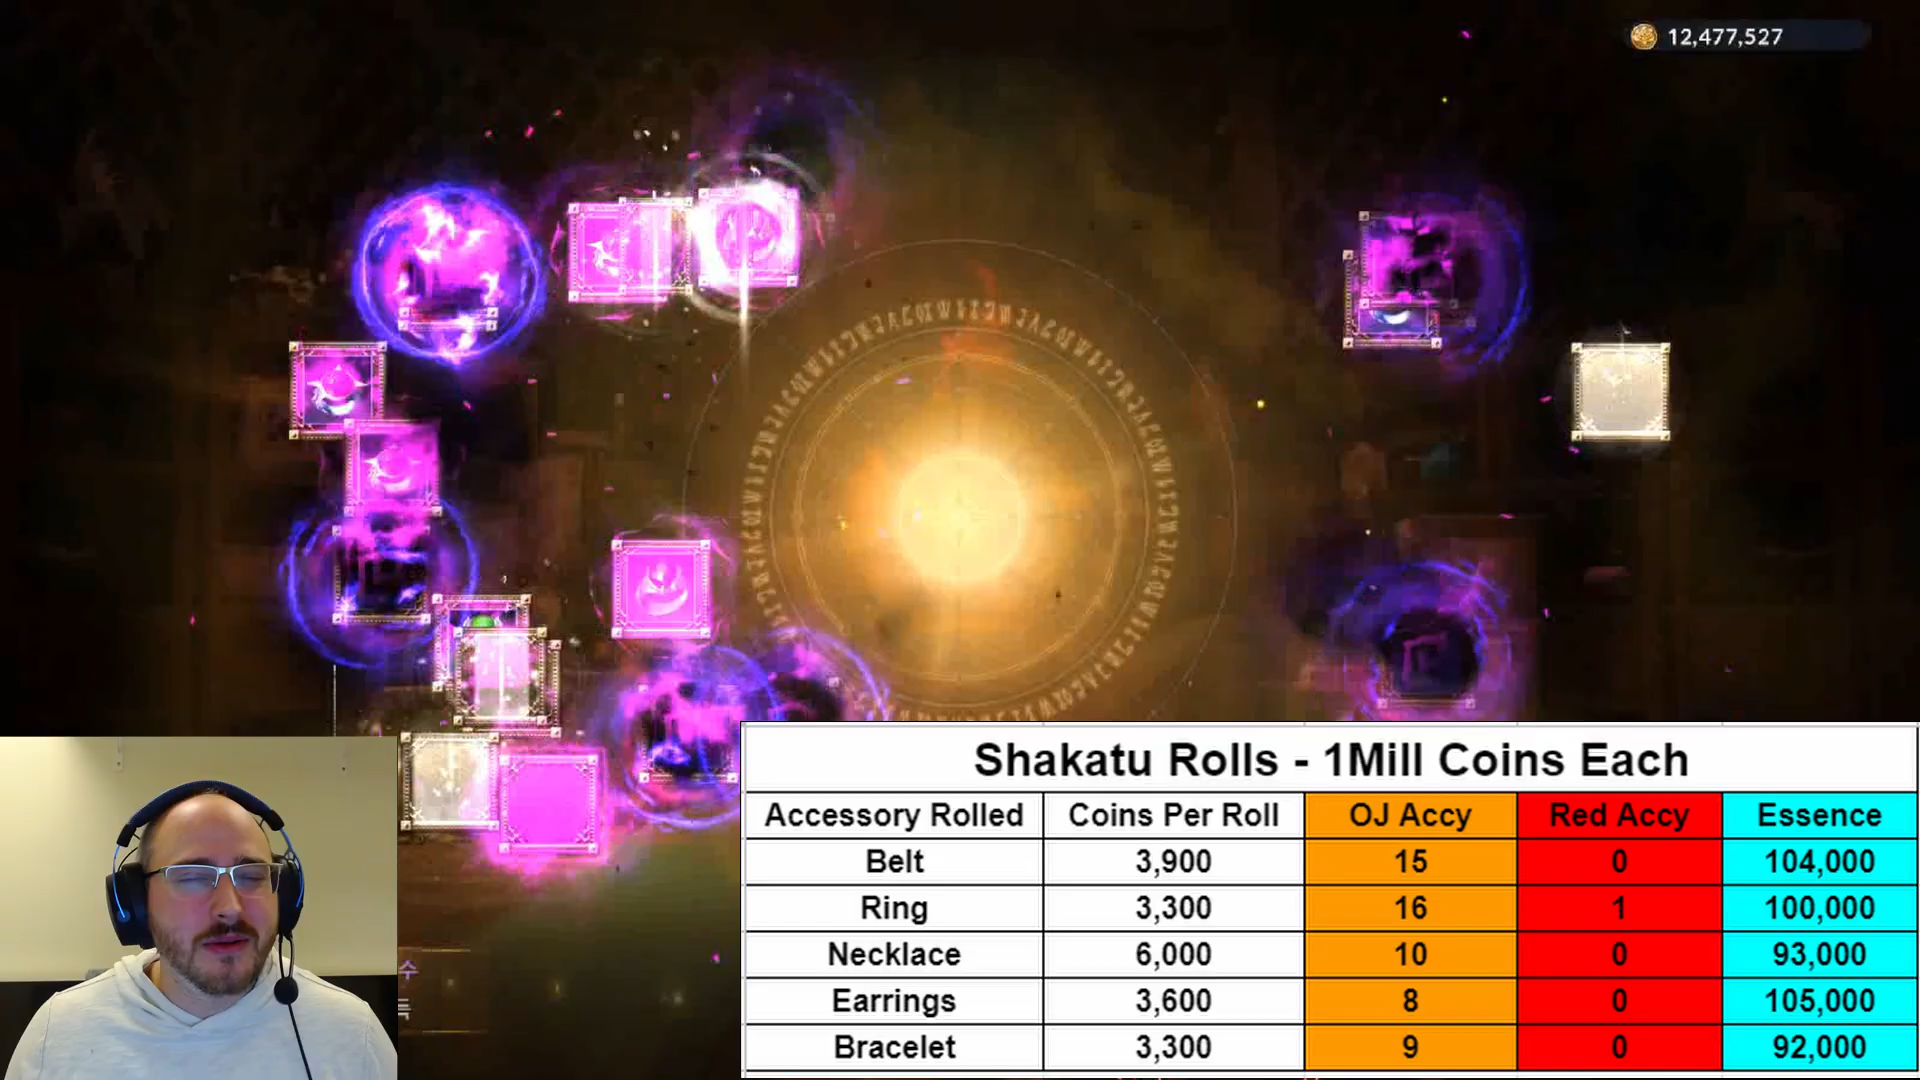 12,477,527
Shakatu Rolls - 1Mill Coins Each
Accessory Rolled Coins Per Roll OJ Accy Red Accy Essence
Belt 3,900 15 0 104,000
Ring 3,300 16 1 100,000
Necklace 6,000 10 0 93,000
Earrings 3,600 8 0 105,000
Bracelet 3,300 9 0 92,000
수